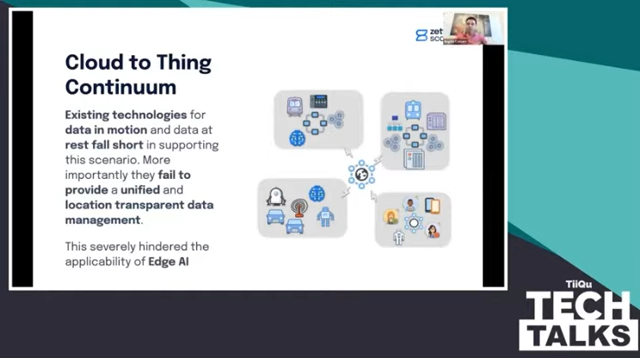 Cloud to Thing
Continuum
Existing technologies for
data in motion and data at
rest fall short in supporting
this scenario. More
importantly they fail to
provide a unified and
location transparent data
management.
This severely hindered the
applicability of Edge AI
TiiQu
TECH
TALKS